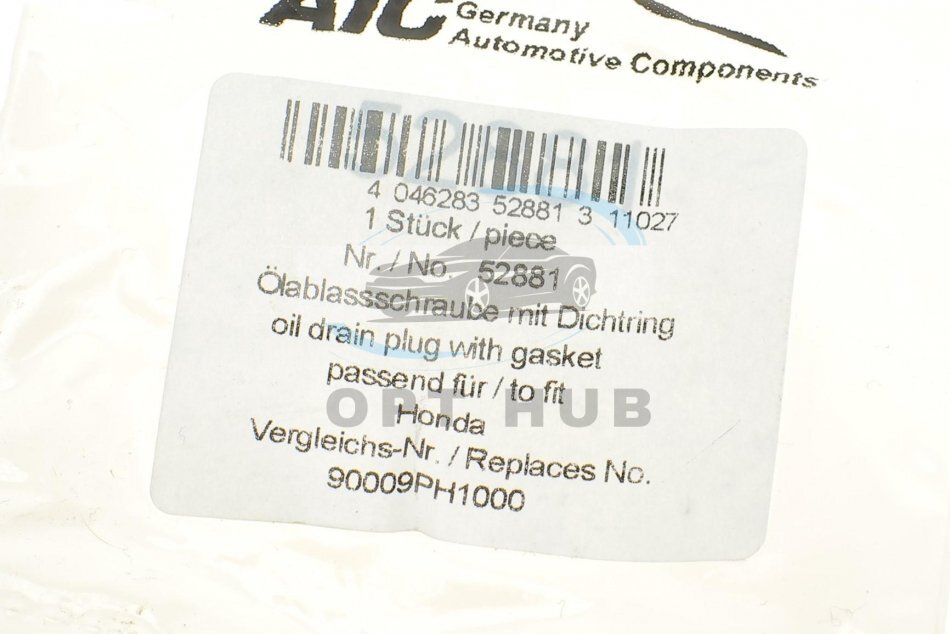 AIC
Germany
Automotive Components
52881
4 046283 52881 3 11027
1 Stück / piece
Nr. / No. 52881
Ölablassschraube mit Dichtring
oil drain plug with gasket
passend für / to fit
OPT HUB
Honda
Vergleichs-Nr. / Replaces No.
90009PH1000